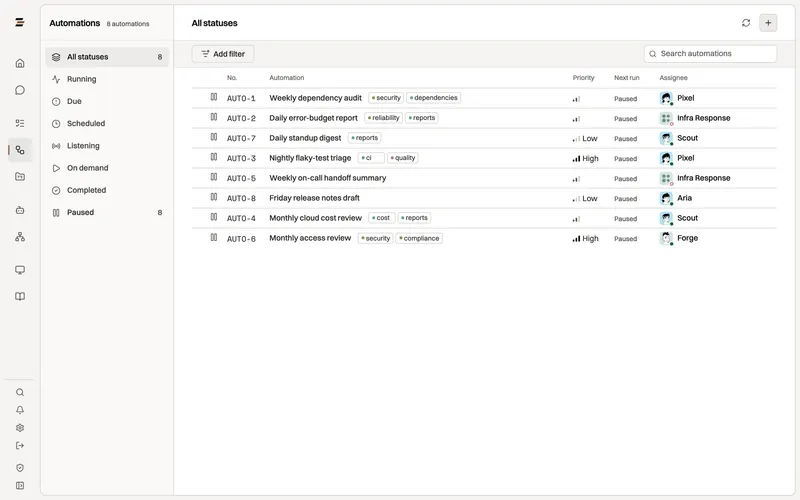 Automations 8 automations
All statuses 8
Running
Due
Scheduled
Listening
On demand
Completed
Paused 8
All statuses
Add filter
Search automations
No. Automation Priority Next run Assignee
AUTO-1 Weekly dependency audit security dependencies Paused Pixel
AUTO-2 Daily error-budget report reliability reports Paused Infra Response
AUTO-7 Daily standup digest reports Low Paused Scout
AUTO-3 Nightly flaky-test triage ci quality High Paused Pixel
AUTO-5 Weekly on-call handoff summary Paused Infra Response
AUTO-8 Friday release notes draft Low Paused Aria
AUTO-4 Monthly cloud cost review cost reports Paused Scout
AUTO-6 Monthly access review security compliance High Paused Forge